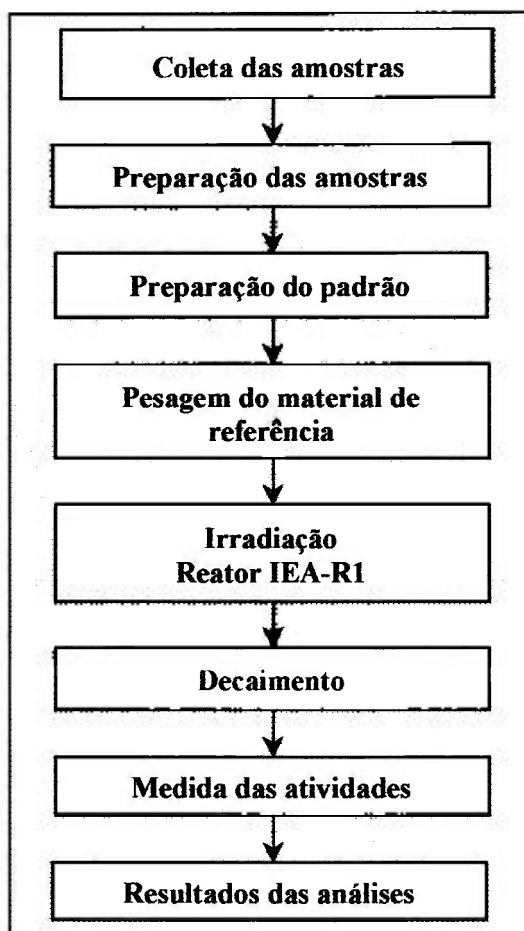 Coleta das amostras
Preparação das amostras
Preparação do padrão
Pesagem do material de
referência
Irradiação
Reator IEA-R1
Decaimento
Medida das atividades
Resultados das análises